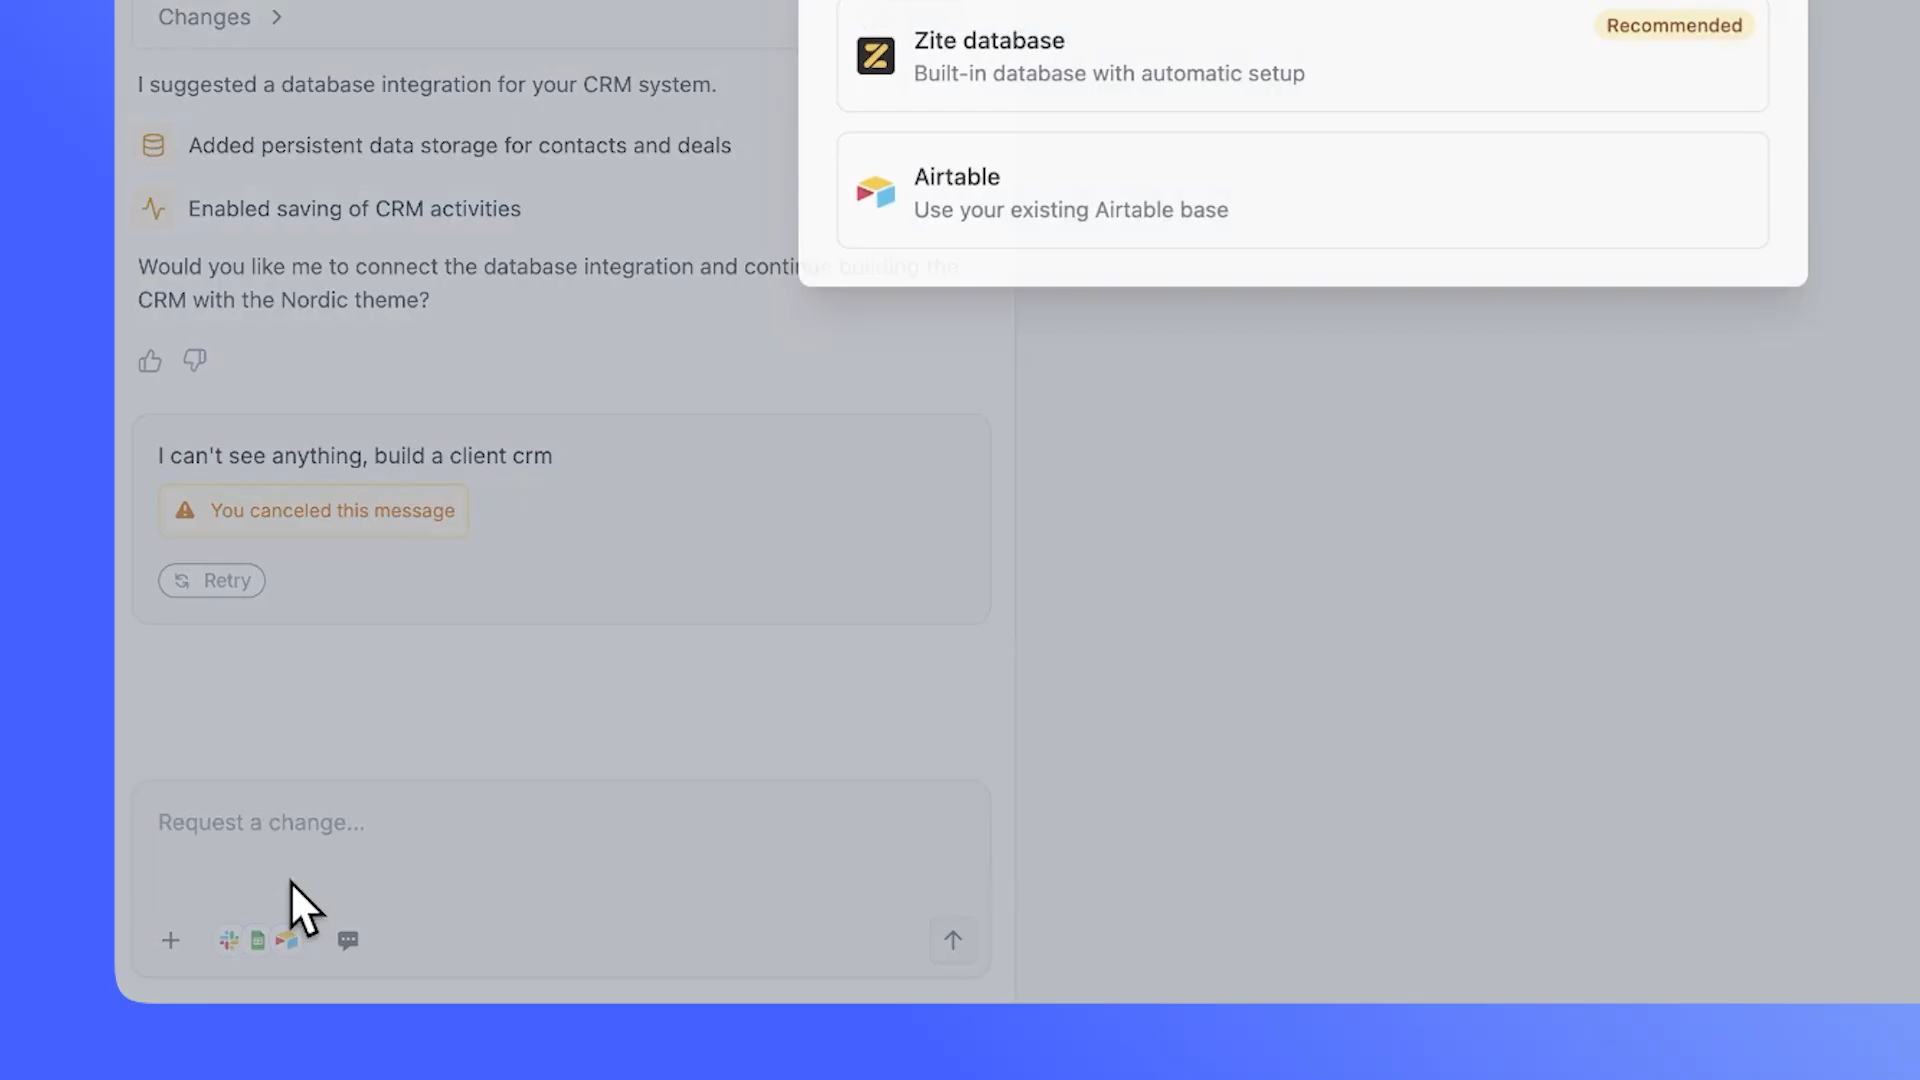 Changes
I suggested a database integration for your CRM system.
Added persistent data storage for contacts and deals
Enabled saving of CRM activities
Would you like me to connect the database integration and continue building the
CRM with the Nordic theme?
I can't see anything, build a client crm
You canceled this message
Retry
Request a change...
Recommended
Zite database
Built-in database with automatic setup
Airtable
Use your existing Airtable base